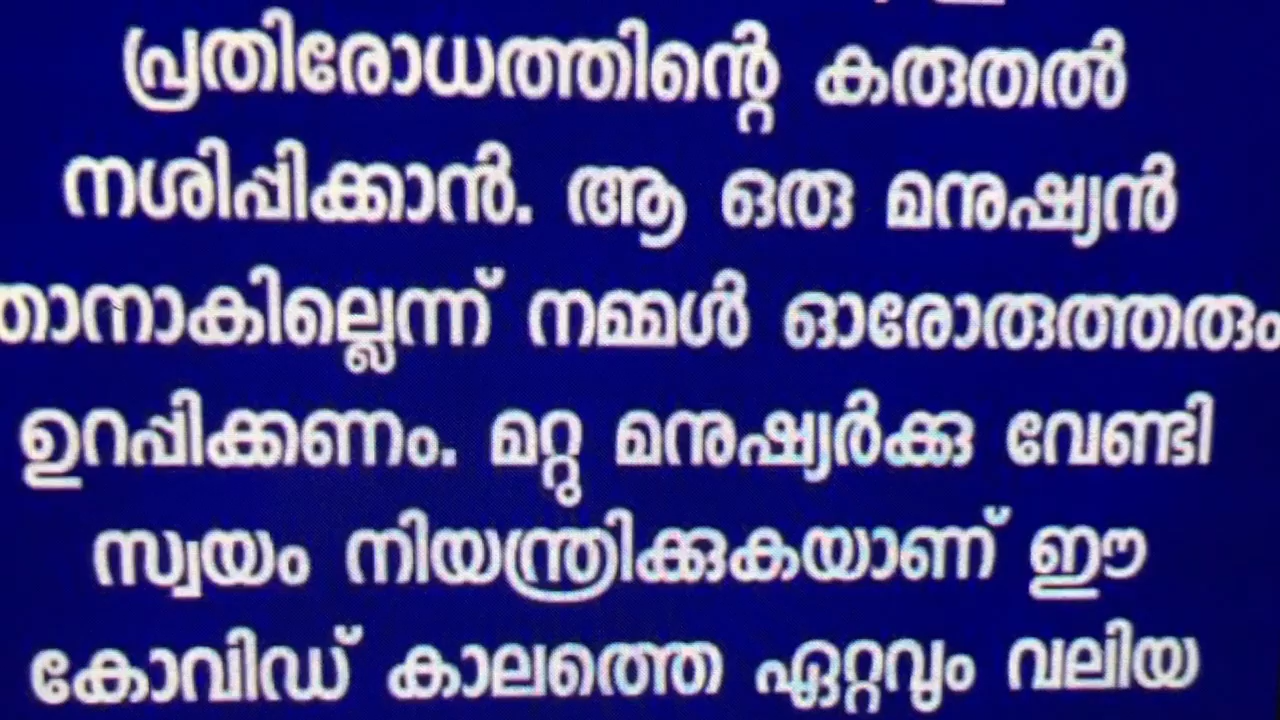 പ്രതിരോധത്തിന്റെ കരുതൽ
നശിപ്പിക്കാൻ. ആ ഒരു മനുഷ്യൻ
താനാകില്ലെന്ന് നമ്മൾ ഓരോരുത്തരും
ഉറപ്പിക്കണം. മറ്റു മനുഷ്യർക്കു വേണ്ടി
സ്വയം നിയന്ത്രിക്കുകയാണ് ഈ
കോവിഡ് കാലത്തെ ഏറ്റവും വലിയ